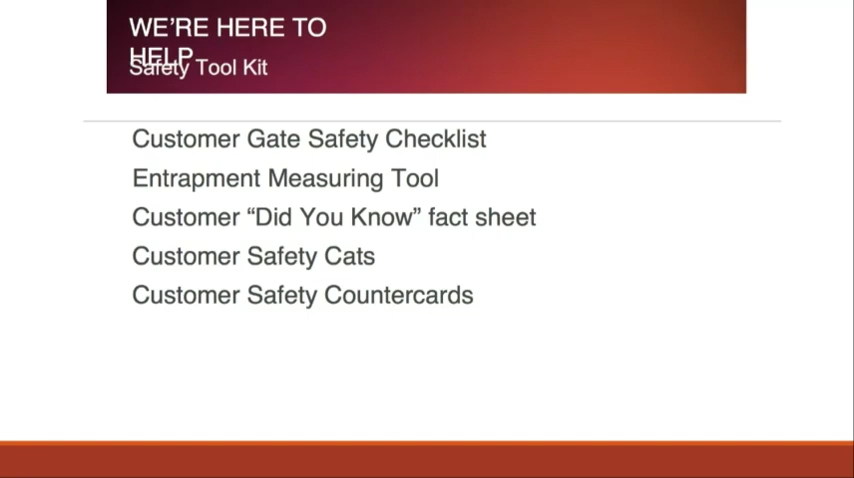 WE’RE HERE TO
HELP
Safety Tool Kit
Customer Gate Safety Checklist
Entrapment Measuring Tool
Customer “Did You Know” fact sheet
Customer Safety Cats
Customer Safety Countercards